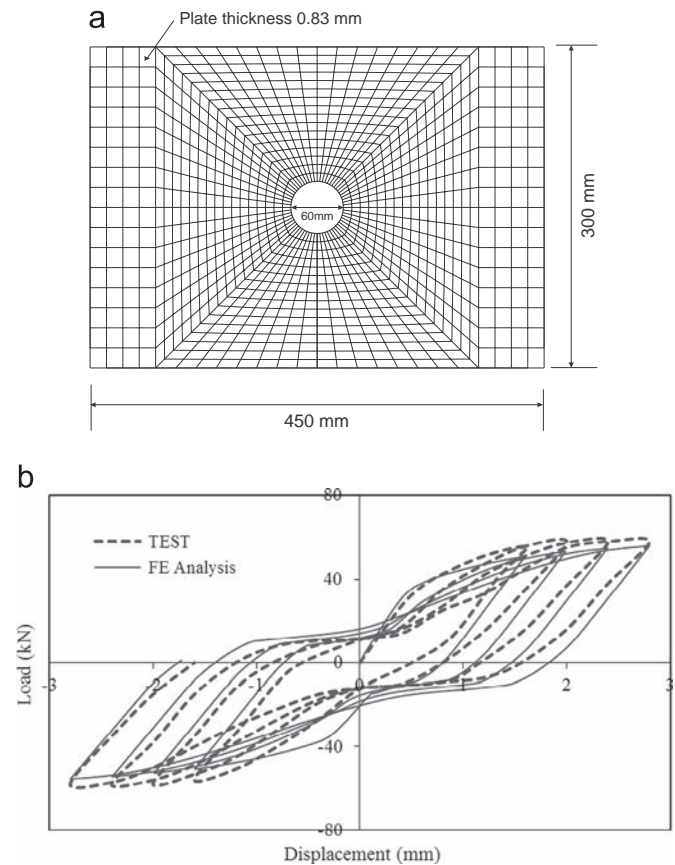 a
Plate thickness 0.83 mm
60mm
300 mm
450 mm
b
80
TEST
FE Analysis
40
0
-3
-2
-1
0
1
2
3
-40
-80
Load (kN)
Displacement (mm)